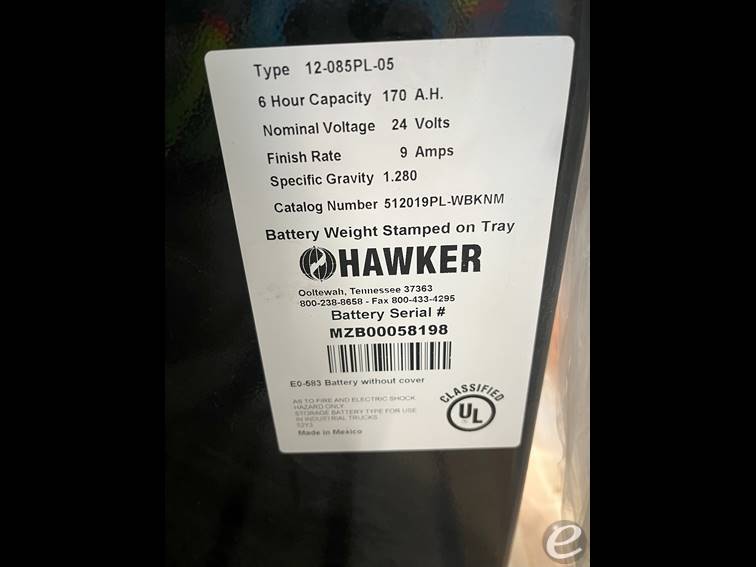 Type 12-085PL-05
6 Hour Capacity 170 A.H.
Nominal Voltage 24 Volts
Finish Rate 9 Amps
Specific Gravity 1.280
Catalog Number 512019PL-WBKNM
Battery Weight Stamped on Tray
HAWKER
Ooltewah, Tennessee 37363
800-238-8658 - Fax 800-433-4295
Battery Serial #
MZB00058198
E0-583 Battery without cover
CLASSIFIED
UL
AS TO FIRE AND ELECTRIC SHOCK
HAZARD ONLY.
STORAGE BATTERY TYPE FOR USE
IN INDUSTRIAL TRUCKS.
52Y3
Made in Mexico
e